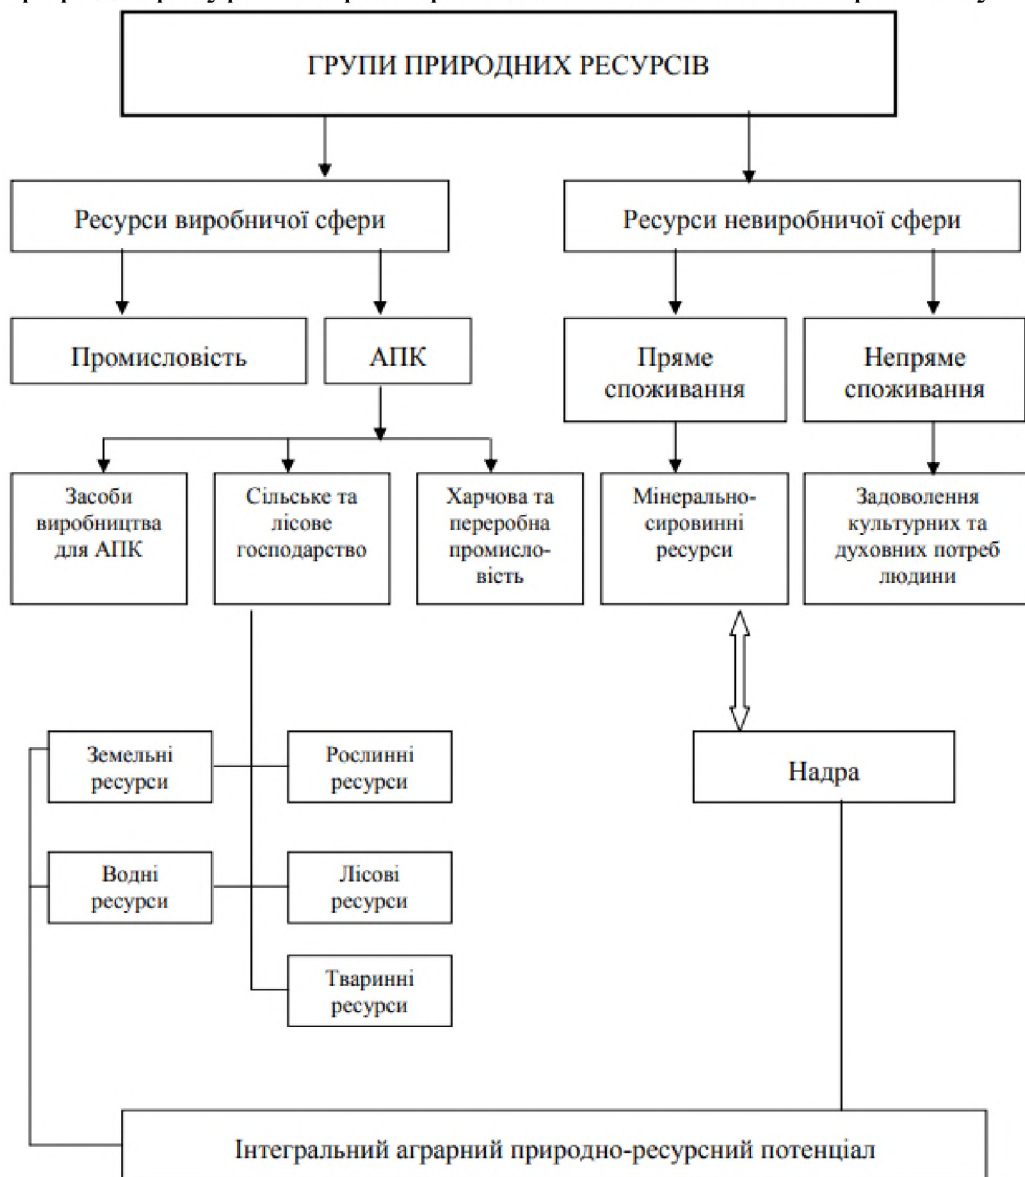 ГРУПИ ПРИРОДНИХ РЕСУРСІВ
Ресурси виробничої сфери
Ресурси невиробничої сфери
Промисловість
АПК
Пряме
споживання
Непряме
споживання
Засоби
виробництва
для АПК
Сільське та
лісове
господарство
Харчова та
переробна
промисло-
вість
Мінерально-
сировинні
ресурси
Задоволення
культурних та
духовних потреб
людини
Земельні
ресурси
Рослинні
ресурси
Надра
Водні
ресурси
Лісові
ресурси
Тваринні
ресурси
Інтегральний аграрний природно-ресурсний потенціал